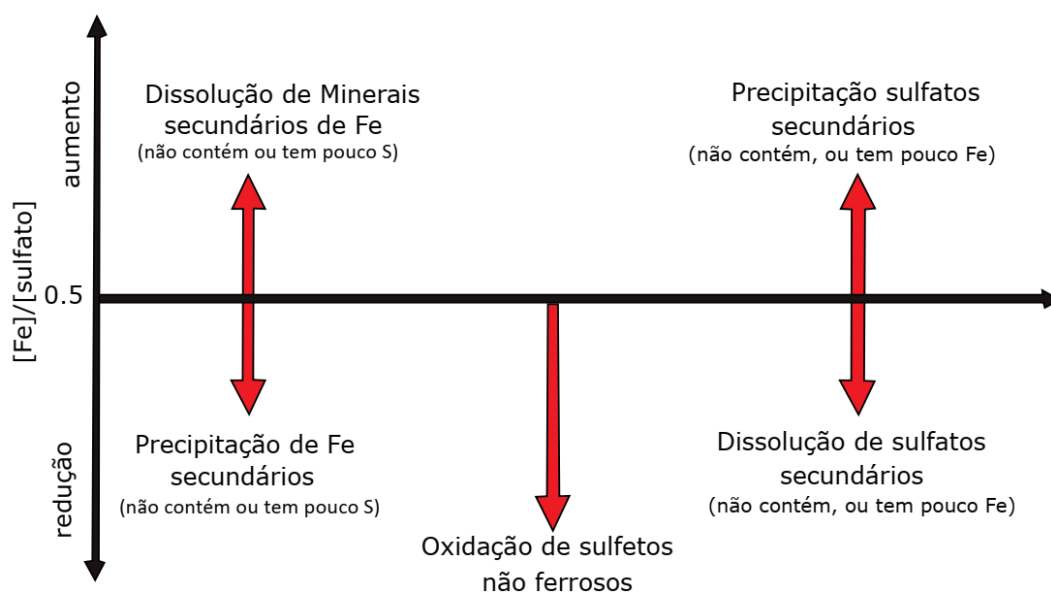 aumento
[Fe]/[sulfato]
redução
0.5
Dissolução de Minerais
secundários de Fe
(não contém ou tem pouco S)
Precipitação sulfatos
secundários
(não contém, ou tem pouco Fe)
Precipitação de Fe
secundários
(não contém ou tem pouco S)
Oxidação de sulfetos
não ferrosos
Dissolução de sulfatos
secundários
(não contém, ou tem pouco Fe)